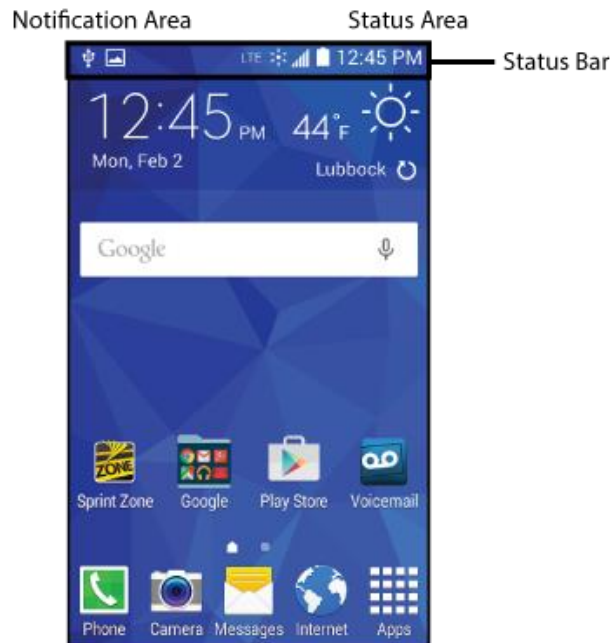 Notification Area Status Area
LTE 12:45 PM
Status Bar
12:45 PM 44°F
Mon, Feb 2
Lubbock
Google
ZONE
Sprint Zone Google Play Store Voicemail
Phone Camera Messages Internet Apps